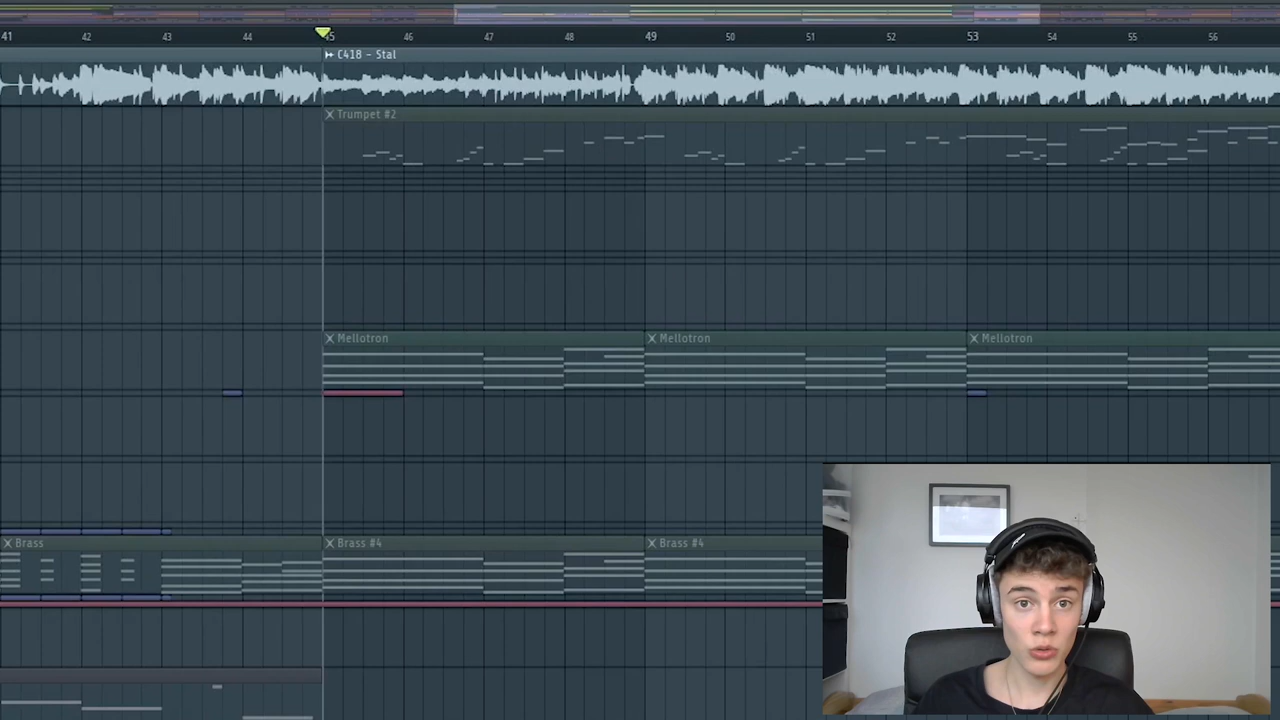 41 42 43 44 45 46 47 48 49 50 51 52 53 54 55 56
C418 - Stal
Trumpet #2
Mellotron Mellotron Mellotron
Brass Brass #4 Brass #4